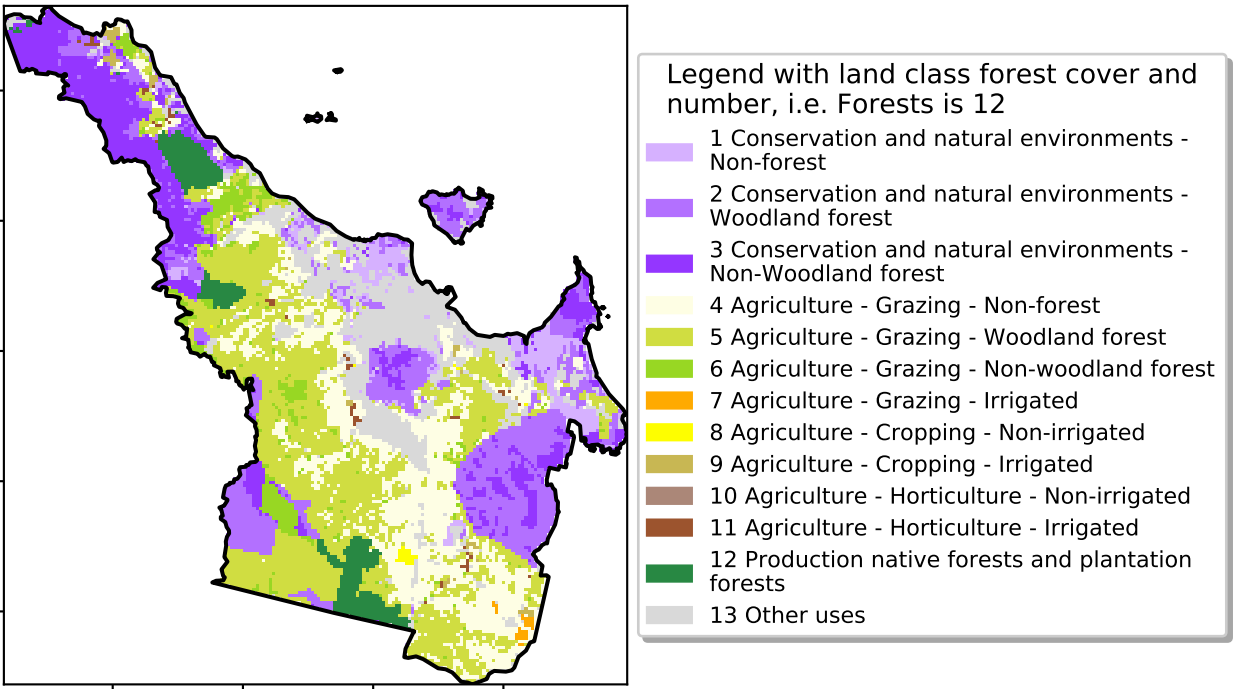 Legend with land class forest cover and
number, i.e. Forests is 12
1 Conservation and natural environments -
Non-forest
2 Conservation and natural environments -
Woodland forest
3 Conservation and natural environments -
Non-Woodland forest
4 Agriculture - Grazing - Non-forest
5 Agriculture - Grazing - Woodland forest
6 Agriculture - Grazing - Non-woodland forest
7 Agriculture - Grazing - Irrigated
8 Agriculture - Cropping - Non-irrigated
9 Agriculture - Cropping - Irrigated
10 Agriculture - Horticulture - Non-irrigated
11 Agriculture - Horticulture - Irrigated
12 Production native forests and plantation
forests
13 Other uses